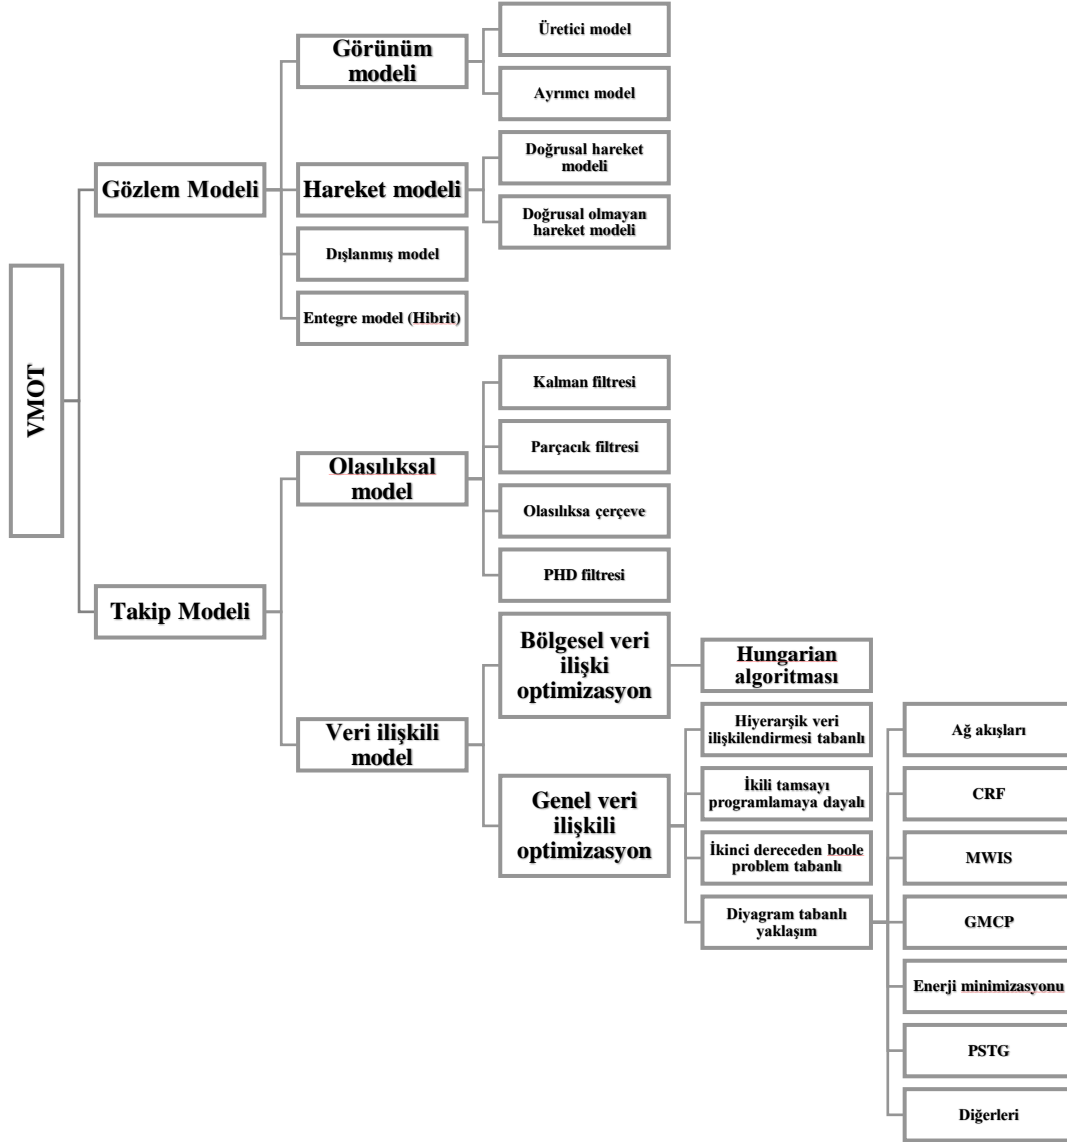 VMOT
Gözlem Modeli
Görünüm
modeli
Üretici model
Ayrımcı model
Hareket modeli
Doğrusal hareket
modeli
Doğrusal olmayan
hareket modeli
Dışlanmış model
Entegre model (Hibrit)
Takip Modeli
Olasılıksal
model
Kalman filtresi
Parçacık filtresi
Olasılıksa çerçeve
PHD filtresi
Veri ilişkili
model
Bölgesel veri
ilişki
optimizasyon
Hungarian
algoritması
Genel veri
ilişkili
optimizasyon
Hiyerarşik veri
ilişkilendirmesi tabanlı
İkili tamsayı
programlamaya dayalı
İkinci dereceden boole
problem tabanlı
Diyagram tabanlı
yaklaşım
Ağ akışları
CRF
MWIS
GMCP
Enerji minimizasyonu
PSTG
Diğerleri